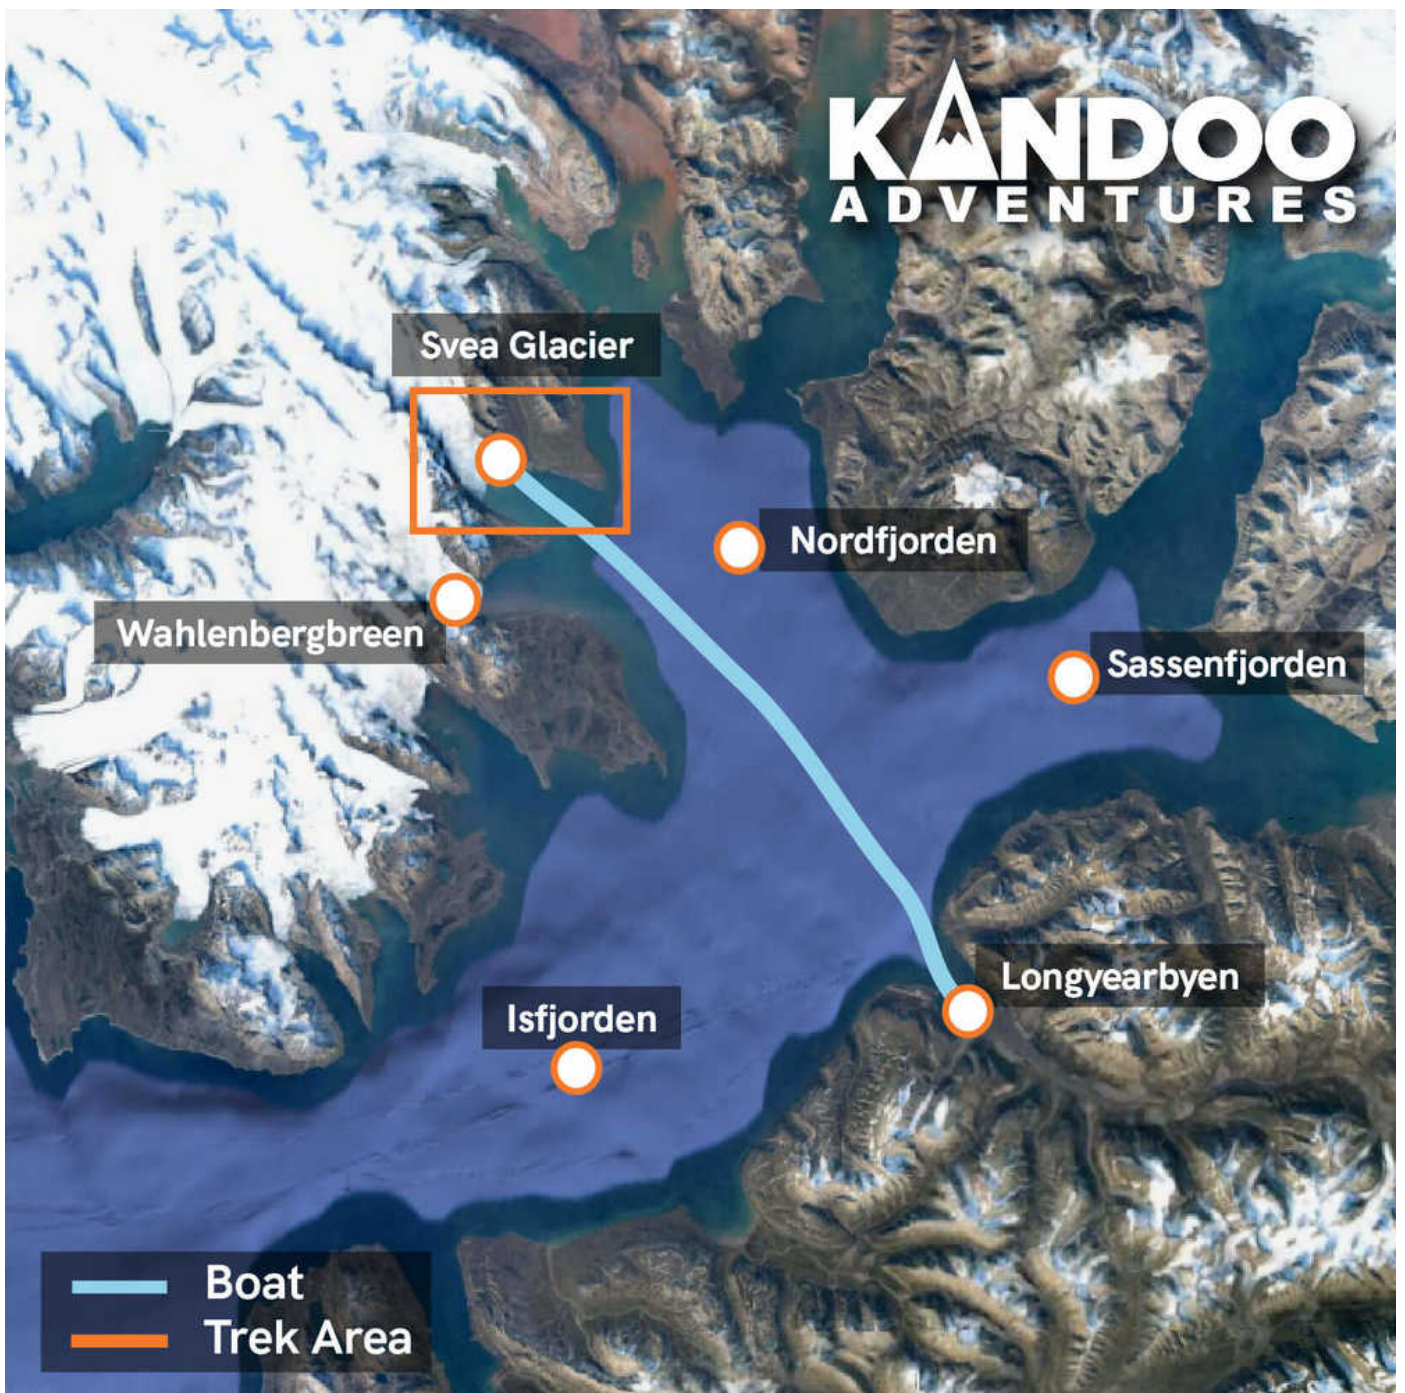 KANDOO
ADVENTURES
Svea Glacier
Nordfjorden
Wahlenbergbreen
Sassenfjorden
Longyearbyen
Isfjorden
Boat
Trek Area